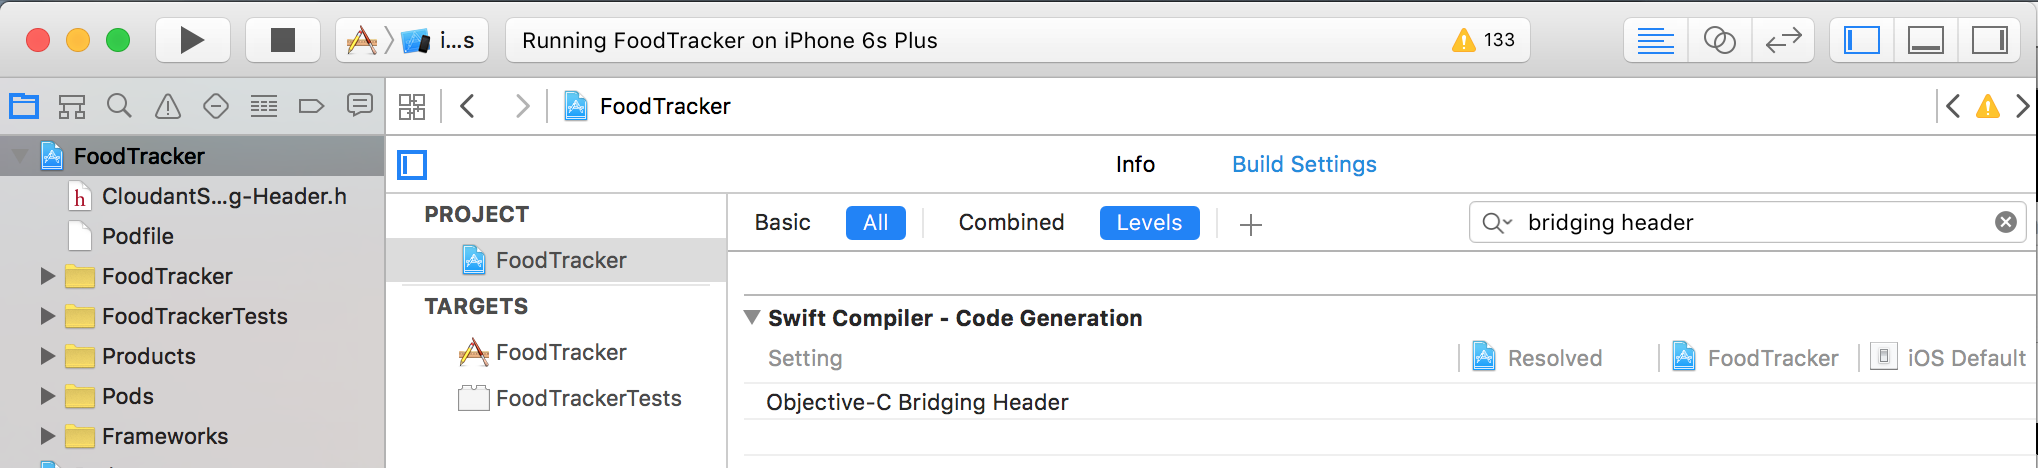 i...s
Running FoodTracker on iPhone 6s Plus
133
FoodTracker
FoodTracker
CloudantS...g-Header.h
Podfile
FoodTracker
FoodTrackerTests
Products
Pods
Frameworks
Info Build Settings
PROJECT
FoodTracker
TARGETS
FoodTracker
FoodTrackerTests
Basic All Combined Levels
bridging header
Swift Compiler - Code Generation
Setting Resolved FoodTracker iOS Default
Objective-C Bridging Header